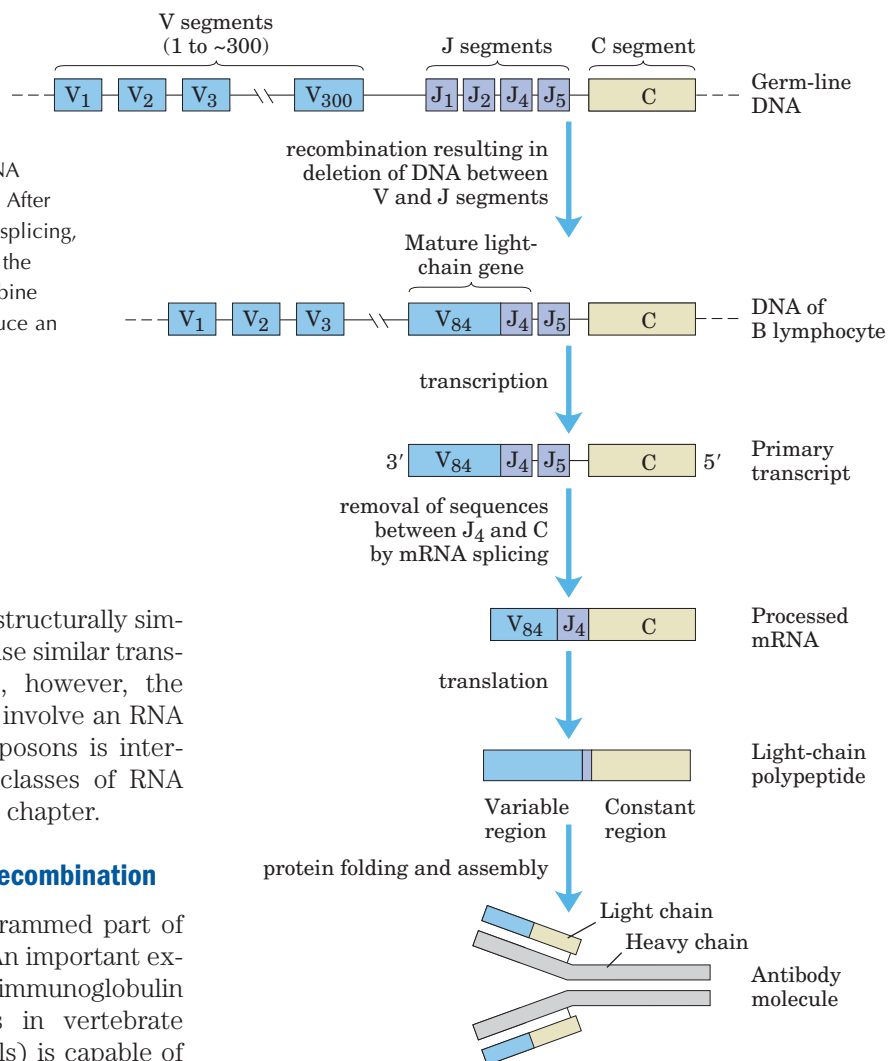 V segments
(1 to ~300)
J segments
C segment
V1 V2 V3 V300 J1 J2 J4 J5 C
Germ-line
DNA
recombination resulting in
deletion of DNA between
V and J segments
NA
After
splicing,
the
bine
uce an
Mature light-
chain gene
V1 V2 V3 V84 J4 J5 C
DNA of
B lymphocyte
transcription
3′ V84 J4 J5 C 5′
Primary
transcript
removal of sequences
between J4 and C
by mRNA splicing
V84 J4 C
Processed
mRNA
translation
Light-chain
polypeptide
Variable
region
Constant
region
protein folding and assembly
Light chain
Heavy chain
Antibody
molecule
structurally sim-
se similar trans-
, however, the
involve an RNA
posons is inter-
classes of RNA
chapter.
ecombination
rammed part of
An important ex-
immunoglobulin
s in vertebrate
ls) is capable of